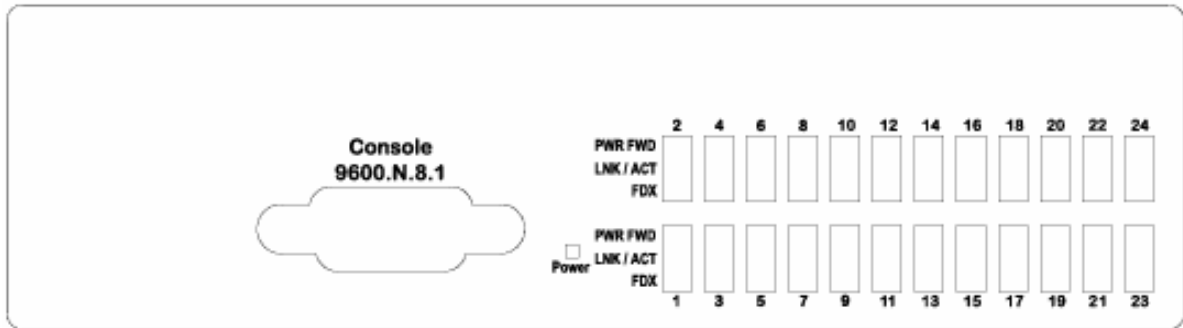 Console
9600.N.8.1
2 4 6 8 10 12 14 16 18 20 22 24
PWR FWD
LNK / ACT
FDX
PWR FWD
LNK / ACT
FDX
Power
1 3 5 7 9 11 13 15 17 19 21 23